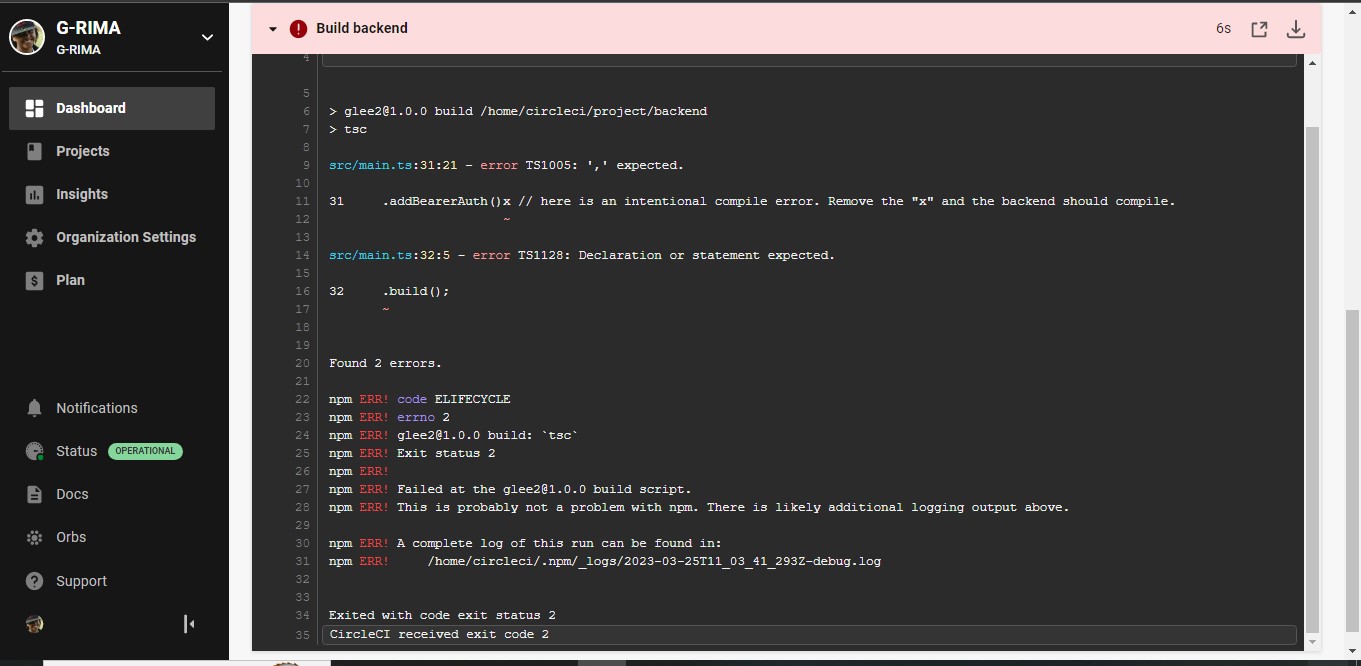 G-RIMA
G-RIMA
Dashboard
Projects
Insights
Organization Settings
Plan
Notifications
Status OPERATIONAL
Docs
Orbs
Support
Build backend 6s
4
5
6 > glee2@1.0.0 build /home/circleci/project/backend
7 > tsc
8
9 src/main.ts:31:21 - error TS1005: ',' expected.
10
11 31 .addBearerAuth()x // here is an intentional compile error. Remove the "x" and the backend should compile.
12 ~
13
14 src/main.ts:32:5 - error TS1128: Declaration or statement expected.
15
16 32 .build();
17 ~
18
19
20 Found 2 errors.
21
22 npm ERR! code ELIFECYCLE
23 npm ERR! errno 2
24 npm ERR! glee2@1.0.0 build: `tsc`
25 npm ERR! Exit status 2
26 npm ERR!
27 npm ERR! Failed at the glee2@1.0.0 build script.
28 npm ERR! This is probably not a problem with npm. There is likely additional logging output above.
29
30 npm ERR! A complete log of this run can be found in:
31 npm ERR! /home/circleci/.npm/_logs/2023-03-25T11_03_41_293Z-debug.log
32
33
34 Exited with code exit status 2
35 CircleCI received exit code 2